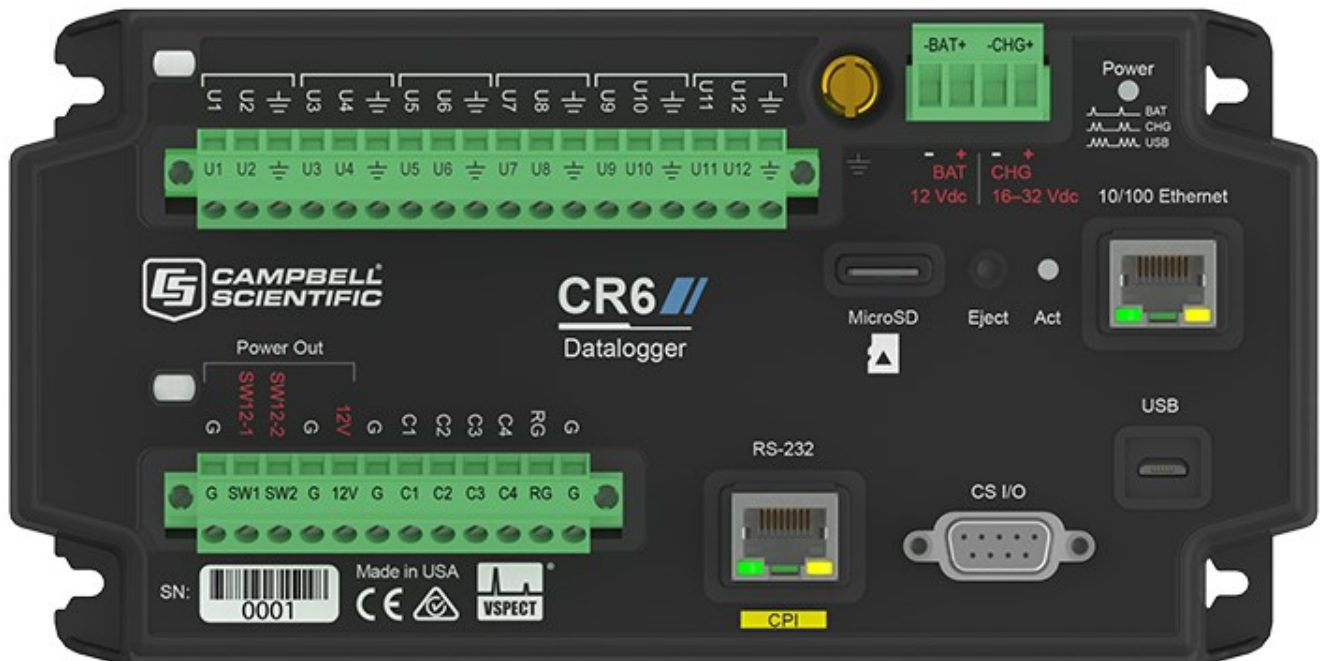 -BAT+ -CHG+
Power
BAT
CHG
USB
U1 U2 U3 U4 U5 U6 U7 U8 U9 U10 U11 U12
U1 U2 U3 U4 U5 U6 U7 U8 U9 U10 U11 U12
- + - +
BAT CHG
12 Vdc 16–32 Vdc
10/100 Ethernet
CAMPBELL®
SCIENTIFIC
CR6
Datalogger
MicroSD Eject Act
Power Out
G SW12-1 SW12-2 G 12V G C1 C2 C3 C4 RG G
G SW1 SW2 G 12V G C1 C2 C3 C4 RG G
USB
RS-232
CS I/O
CPI
SN:
0001
Made in USA
CE
VSPECT®